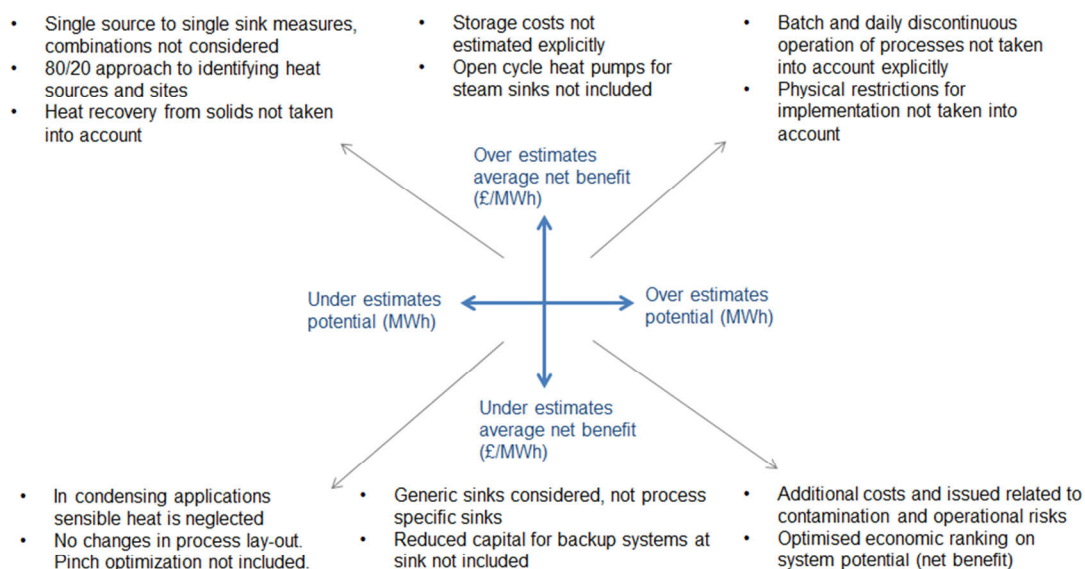 • Single source to single sink measures,
combinations not considered
• 80/20 approach to identifying heat
sources and sites
• Heat recovery from solids not taken
into account
• Storage costs not
estimated explicitly
• Open cycle heat pumps for
steam sinks not included
• Batch and daily discontinuous
operation of processes not taken
into account explicitly
• Physical restrictions for
implementation not taken into
account
Over estimates
average net benefit
(£/MWh)
Under estimates
potential (MWh)
Over estimates
potential (MWh)
Under estimates
average net benefit
(£/MWh)
• In condensing applications
sensible heat is neglected
• No changes in process lay-out.
Pinch optimization not included.
• Generic sinks considered, not process
specific sinks
• Reduced capital for backup systems at
sink not included
• Additional costs and issued related to
contamination and operational risks
• Optimised economic ranking on
system potential (net benefit)